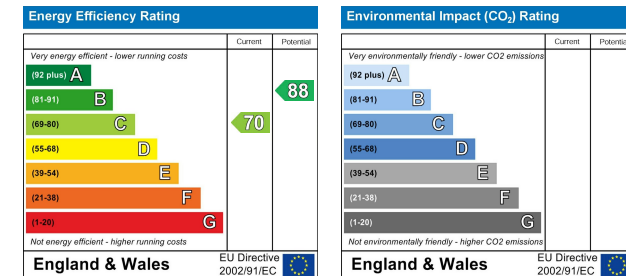 Energy Efficiency Rating
Current Potential
Very energy efficient - lower running costs
(92 plus) A
(81-91) B
88
(69-80) C
70
(55-68) D
(39-54) E
(21-38) F
(1-20) G
Not energy efficient - higher running costs
England & Wales
EU Directive
2002/91/EC
Environmental Impact (CO₂) Rating
Current Potential
Very environmentally friendly - lower CO2 emissions
(92 plus) A
(81-91) B
(69-80) C
(55-68) D
(39-54) E
(21-38) F
(1-20) G
Not environmentally friendly - higher CO2 emissions
England & Wales
EU Directive
2002/91/EC